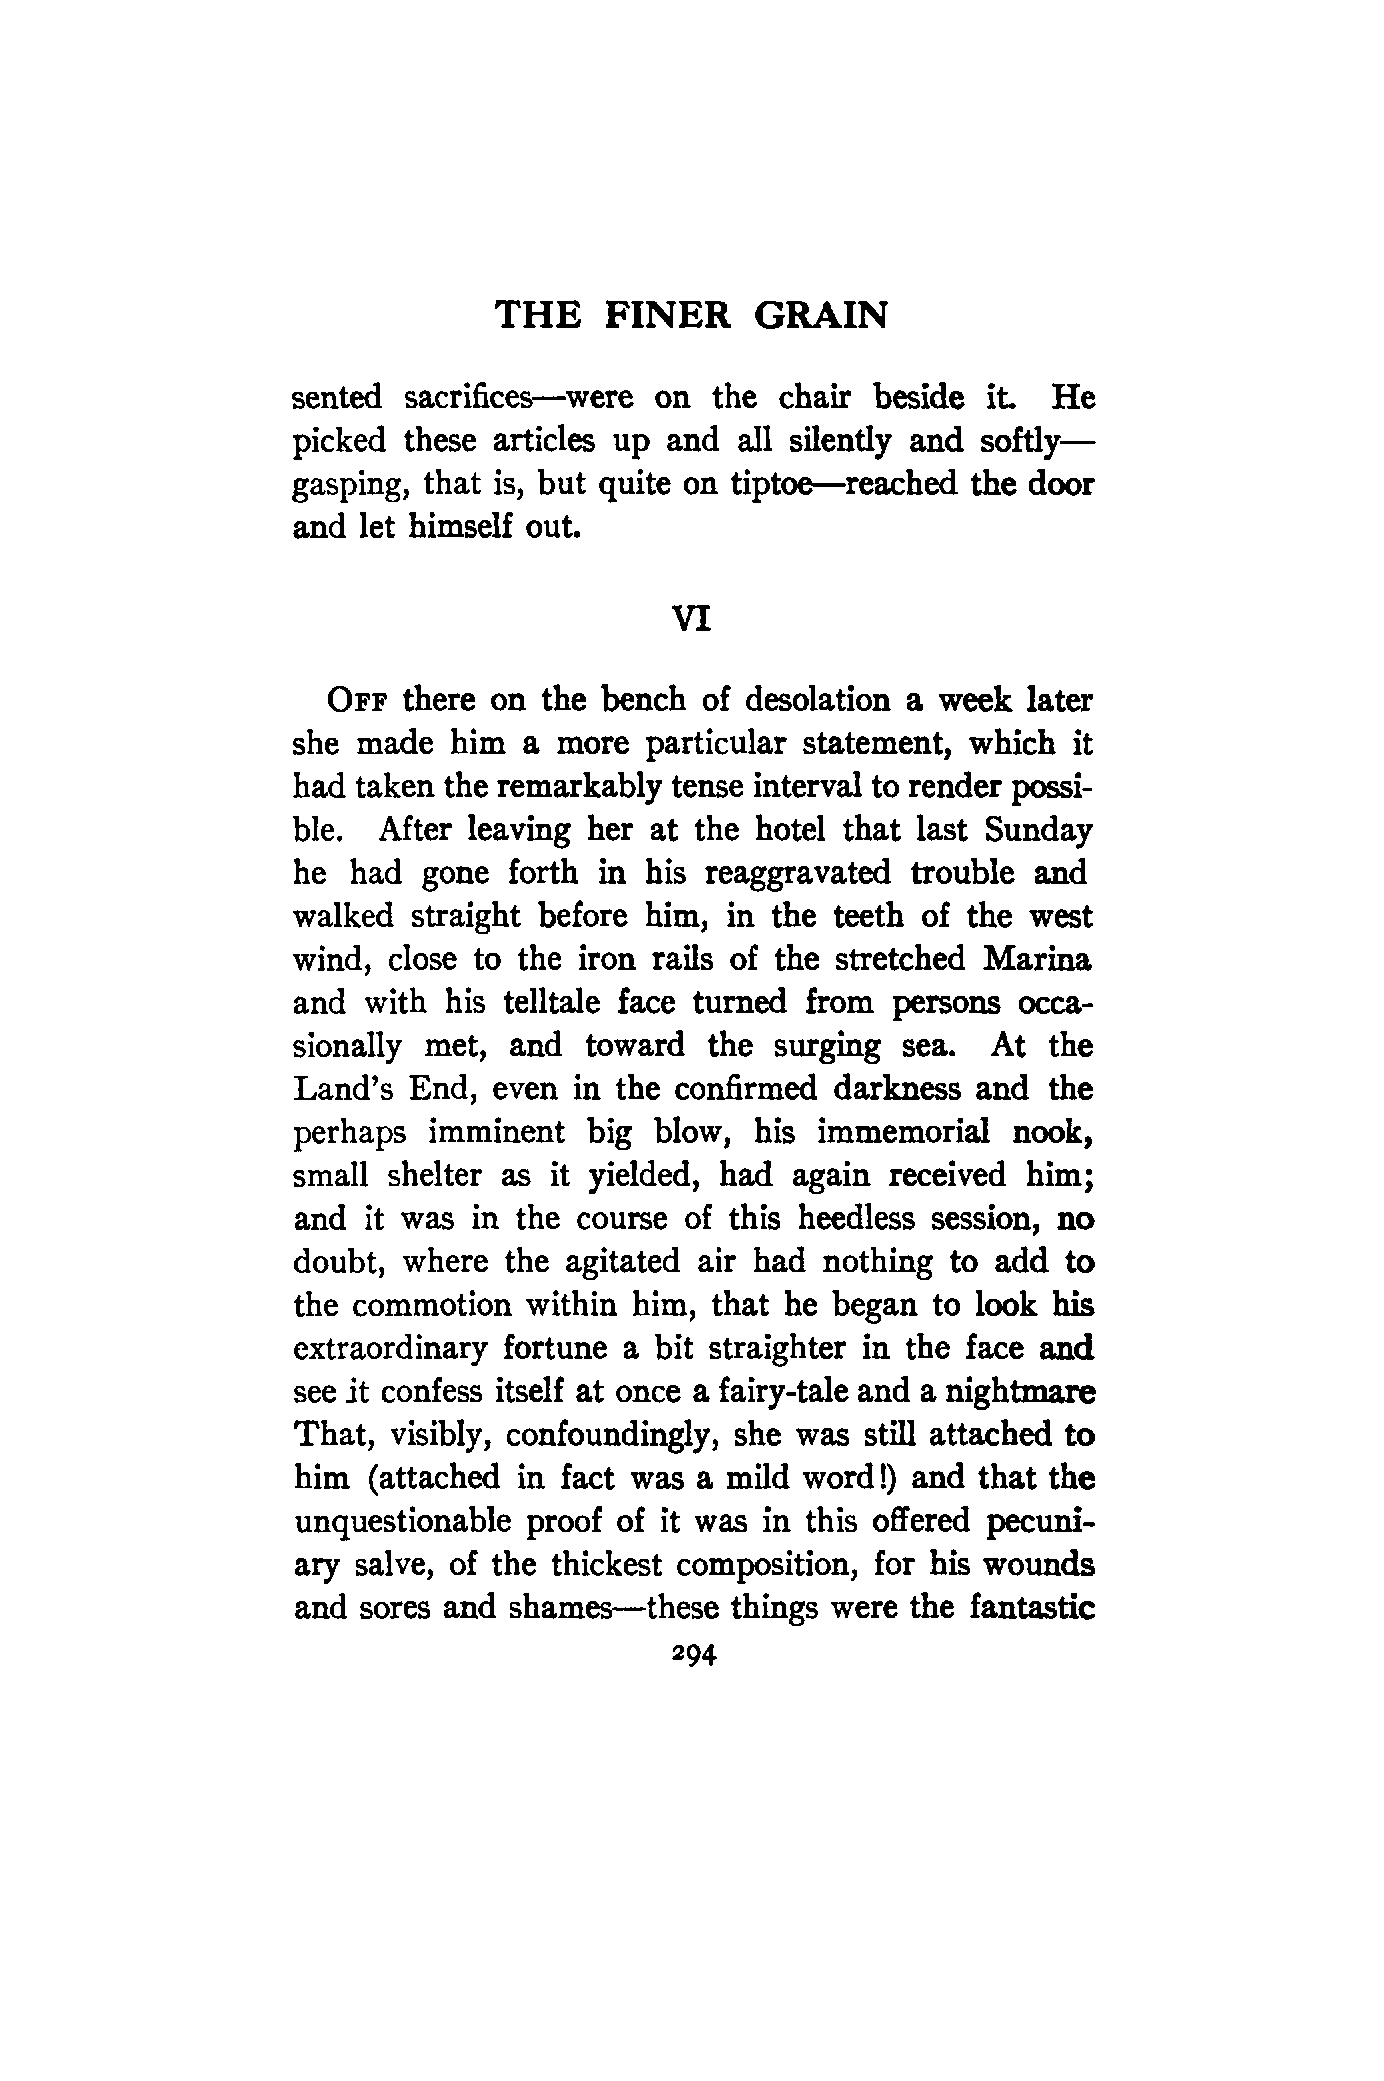 THE FINER GRAIN
sented sacrifices—were on the chair beside it. He
picked these articles up and all silently and softly—
gasping, that is, but quite on tiptoe—reached the door
and let himself out.
VI
OFF there on the bench of desolation a week later
she made him a more particular statement, which it
had taken the remarkably tense interval to render possi-
ble. After leaving her at the hotel that last Sunday
he had gone forth in his reaggravated trouble and
walked straight before him, in the teeth of the west
wind, close to the iron rails of the stretched Marina
and with his telltale face turned from persons occa-
sionally met, and toward the surging sea. At the
Land's End, even in the confirmed darkness and the
perhaps imminent big blow, his immemorial nook,
small shelter as it yielded, had again received him;
and it was in the course of this heedless session, no
doubt, where the agitated air had nothing to add to
the commotion within him, that he began to look his
extraordinary fortune a bit straighter in the face and
see it confess itself at once a fairy-tale and a nightmare
That, visibly, confoundingly, she was still attached to
him (attached in fact was a mild word!) and that the
unquestionable proof of it was in this offered pecuni-
ary salve, of the thickest composition, for his wounds
and sores and shames—these things were the fantastic
294